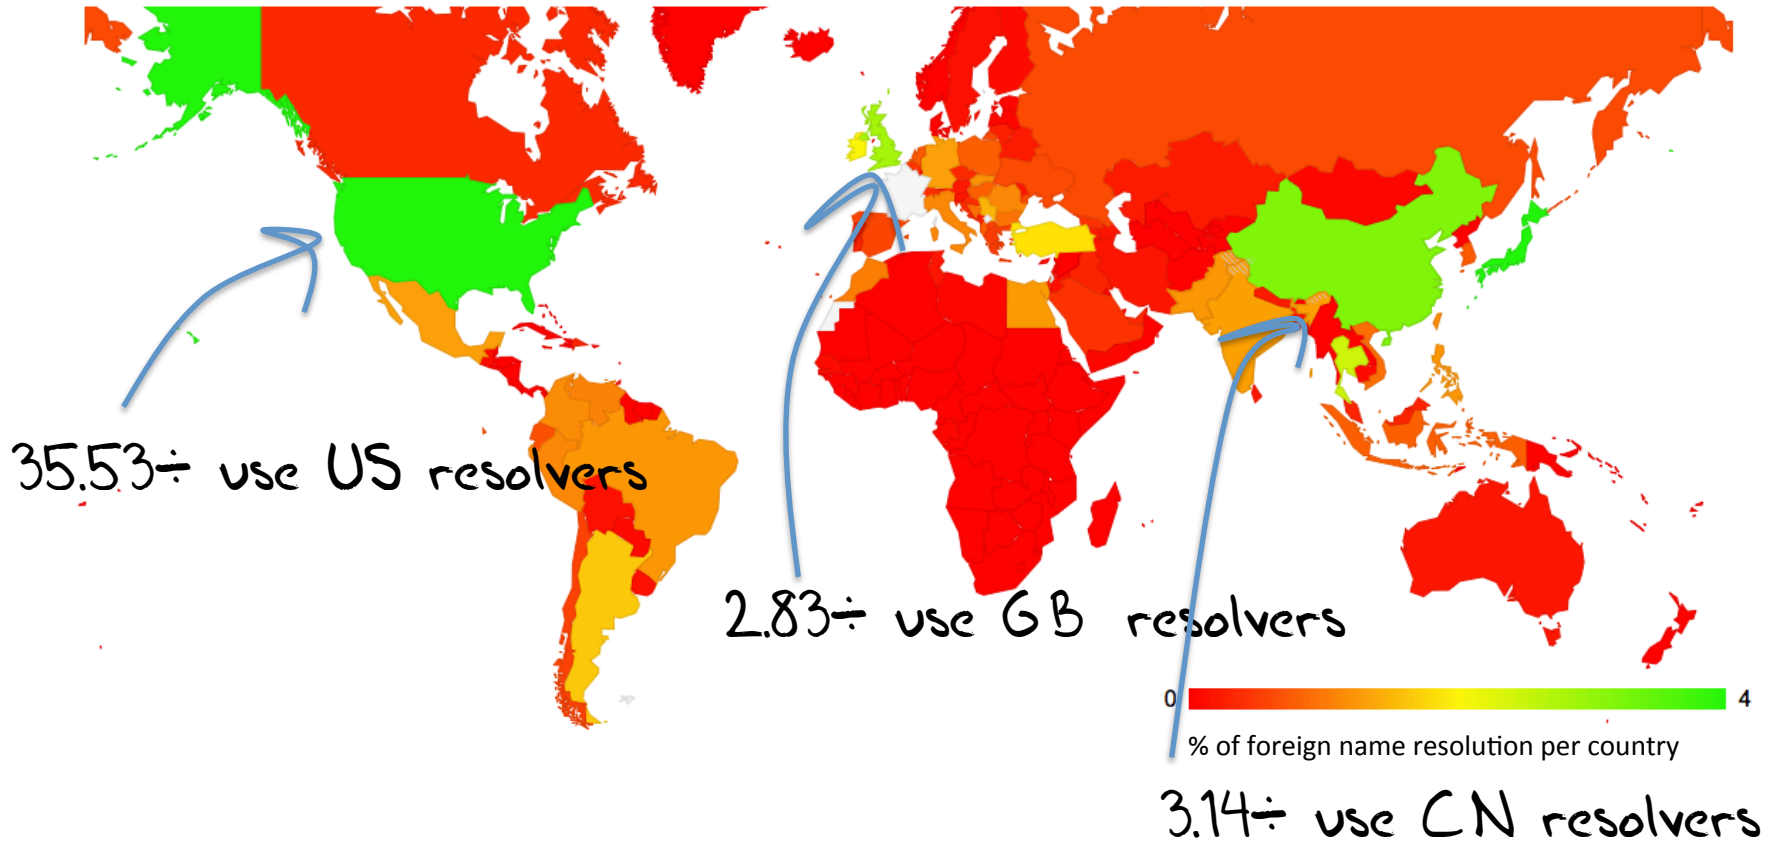 35.53÷ use US resolvers
2.83÷ use GB resolvers
0 4
% of foreign name resolution per country
3.14÷ use CN resolvers